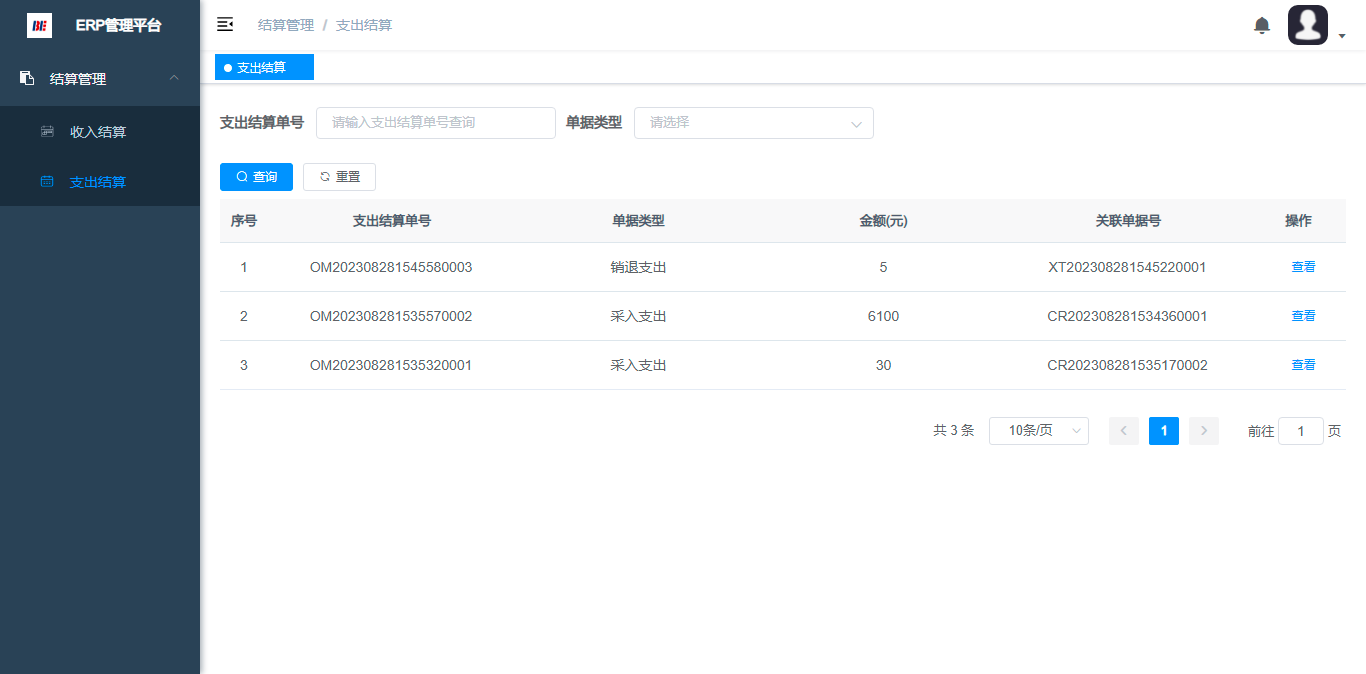 ERP管理平台
结算管理 / 支出结算
结算管理
支出结算
收入结算
支出结算
支出结算单号 请输入支出结算单号查询 单据类型 请选择
查询 重置
序号 支出结算单号 单据类型 金额(元) 关联单据号 操作
1 OM202308281545580003 销退支出 5 XT202308281545220001 查看
2 OM202308281535570002 采入支出 6100 CR202308281534360001 查看
3 OM202308281535320001 采入支出 30 CR202308281535170002 查看
共 3 条 10条/页 1 前往 1 页